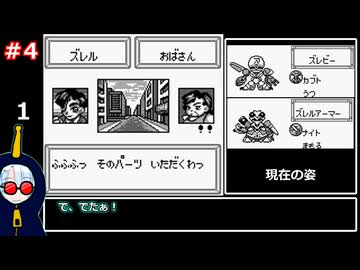 #4
1
ズレル
おばさん
ふふふっ そのパーツ いただくわっ
ズレビー
カブト
うつ
ズレルアーマー
ナイト
まもる
現在の姿
で、でたぁ！